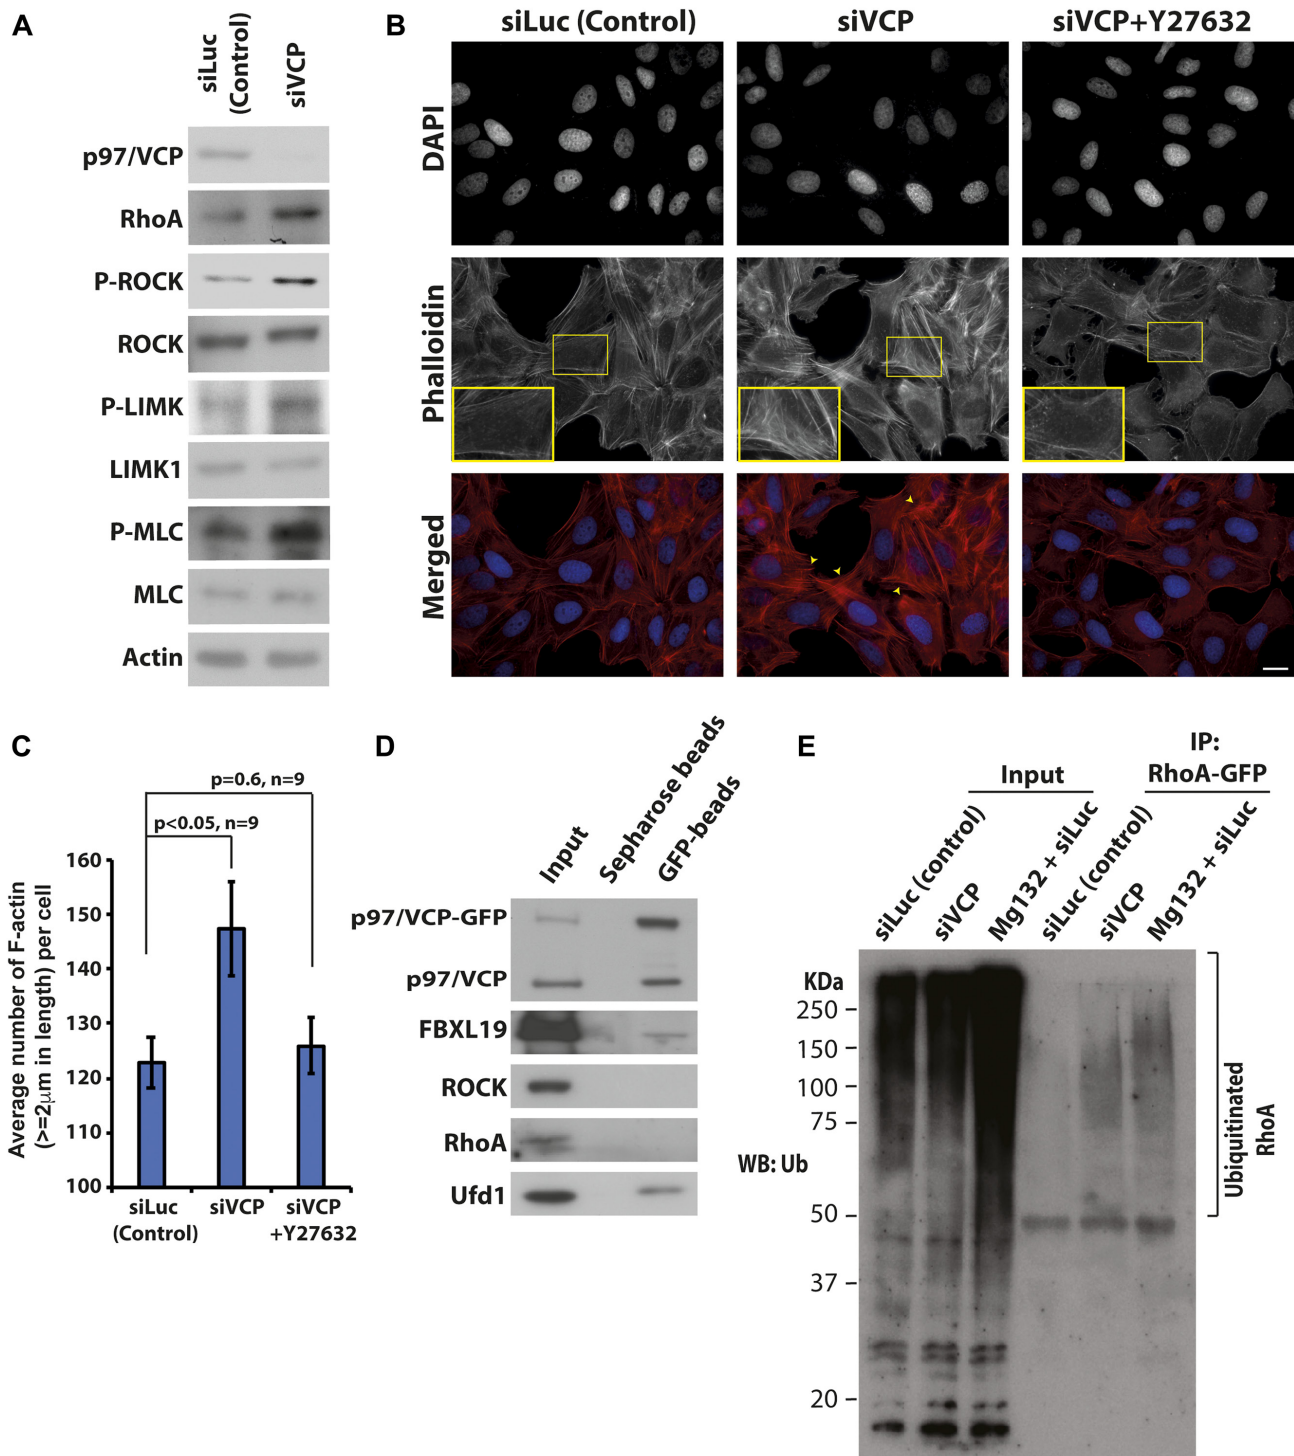 A
siLuc
(Control)
siVCP
p97/VCP
RhoA
P-ROCK
ROCK
P-LIMK
LIMK1
P-MLC
MLC
Actin
B
siLuc (Control)
siVCP
siVCP+Y27632
DAPI
Phalloidin
Merged
C
p=0.6, n=9
p<0.05, n=9
Average number of F-actin
(>=2μm in length) per cell
160
150
140
130
120
110
100
siLuc
(Control)
siVCP
siVCP
+Y27632
D
Input
Sepharose beads
GFP-beads
p97/VCP-GFP
p97/VCP
FBXL19
ROCK
RhoA
Ufd1
E
IP:
Input
RhoA-GFP
siLuc (control)
siVCP
Mg132 + siLuc
siLuc (control)
siVCP
Mg132 + siLuc
KDa
250
150
100
75
WB: Ub
50
37
20
Ubiquitinated
RhoA